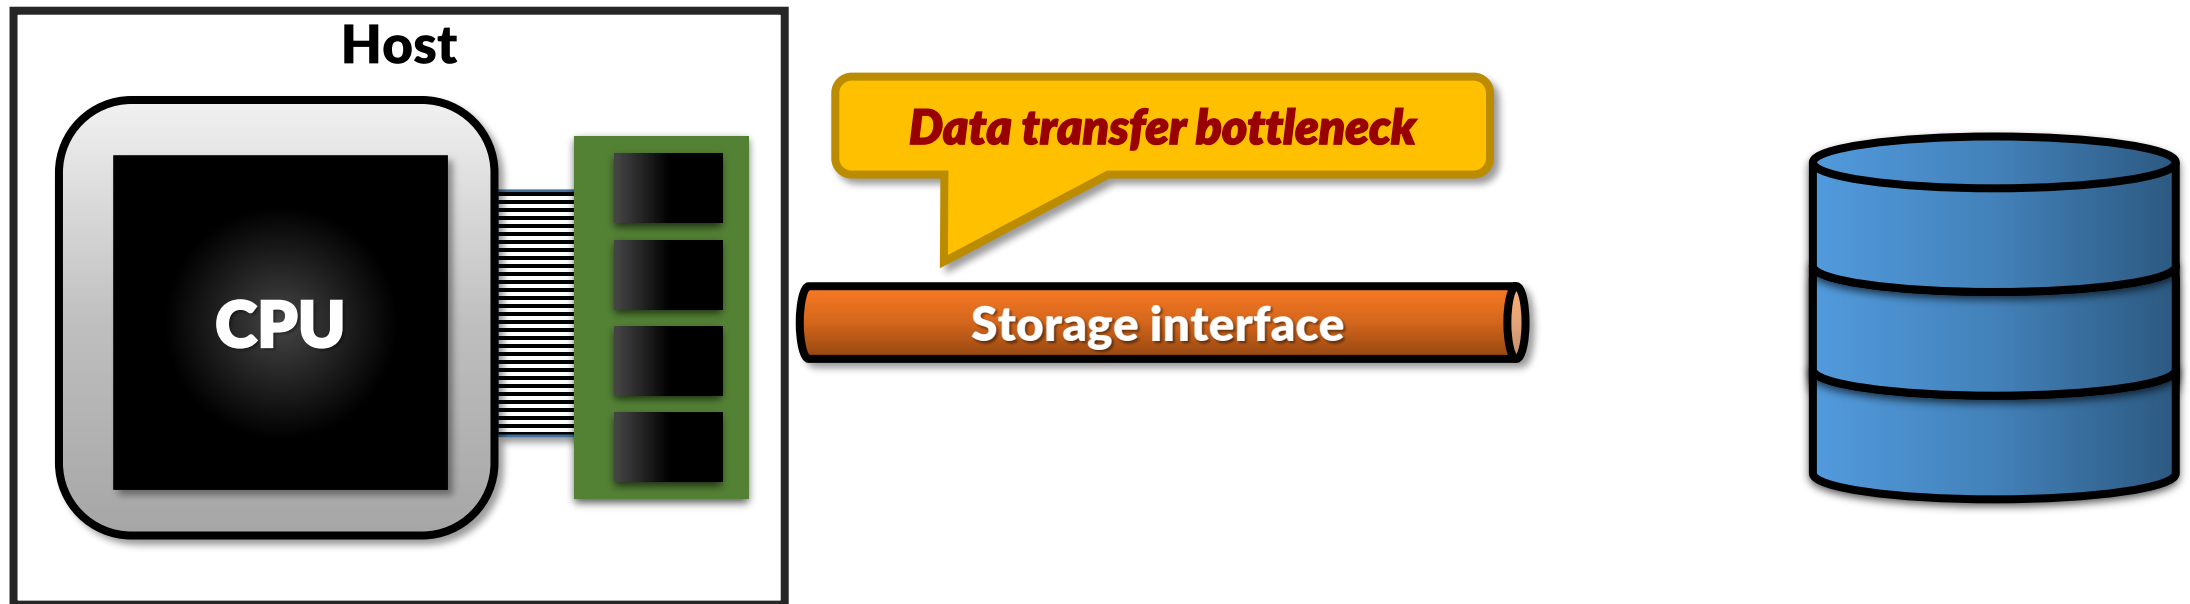 Host
Data transfer bottleneck
CPU
Storage interface